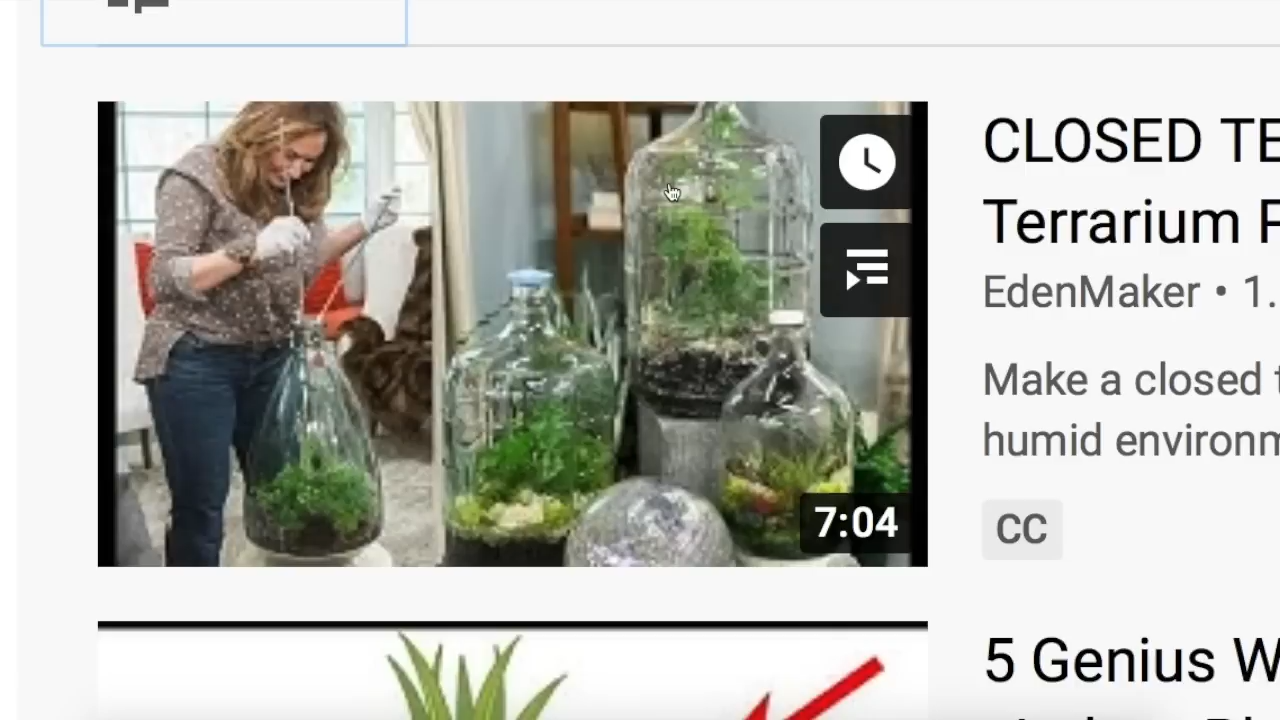 CLOSED TE
Terrarium P
EdenMaker • 1.
Make a closed t
humid environm
7:04
CC
5 Genius W